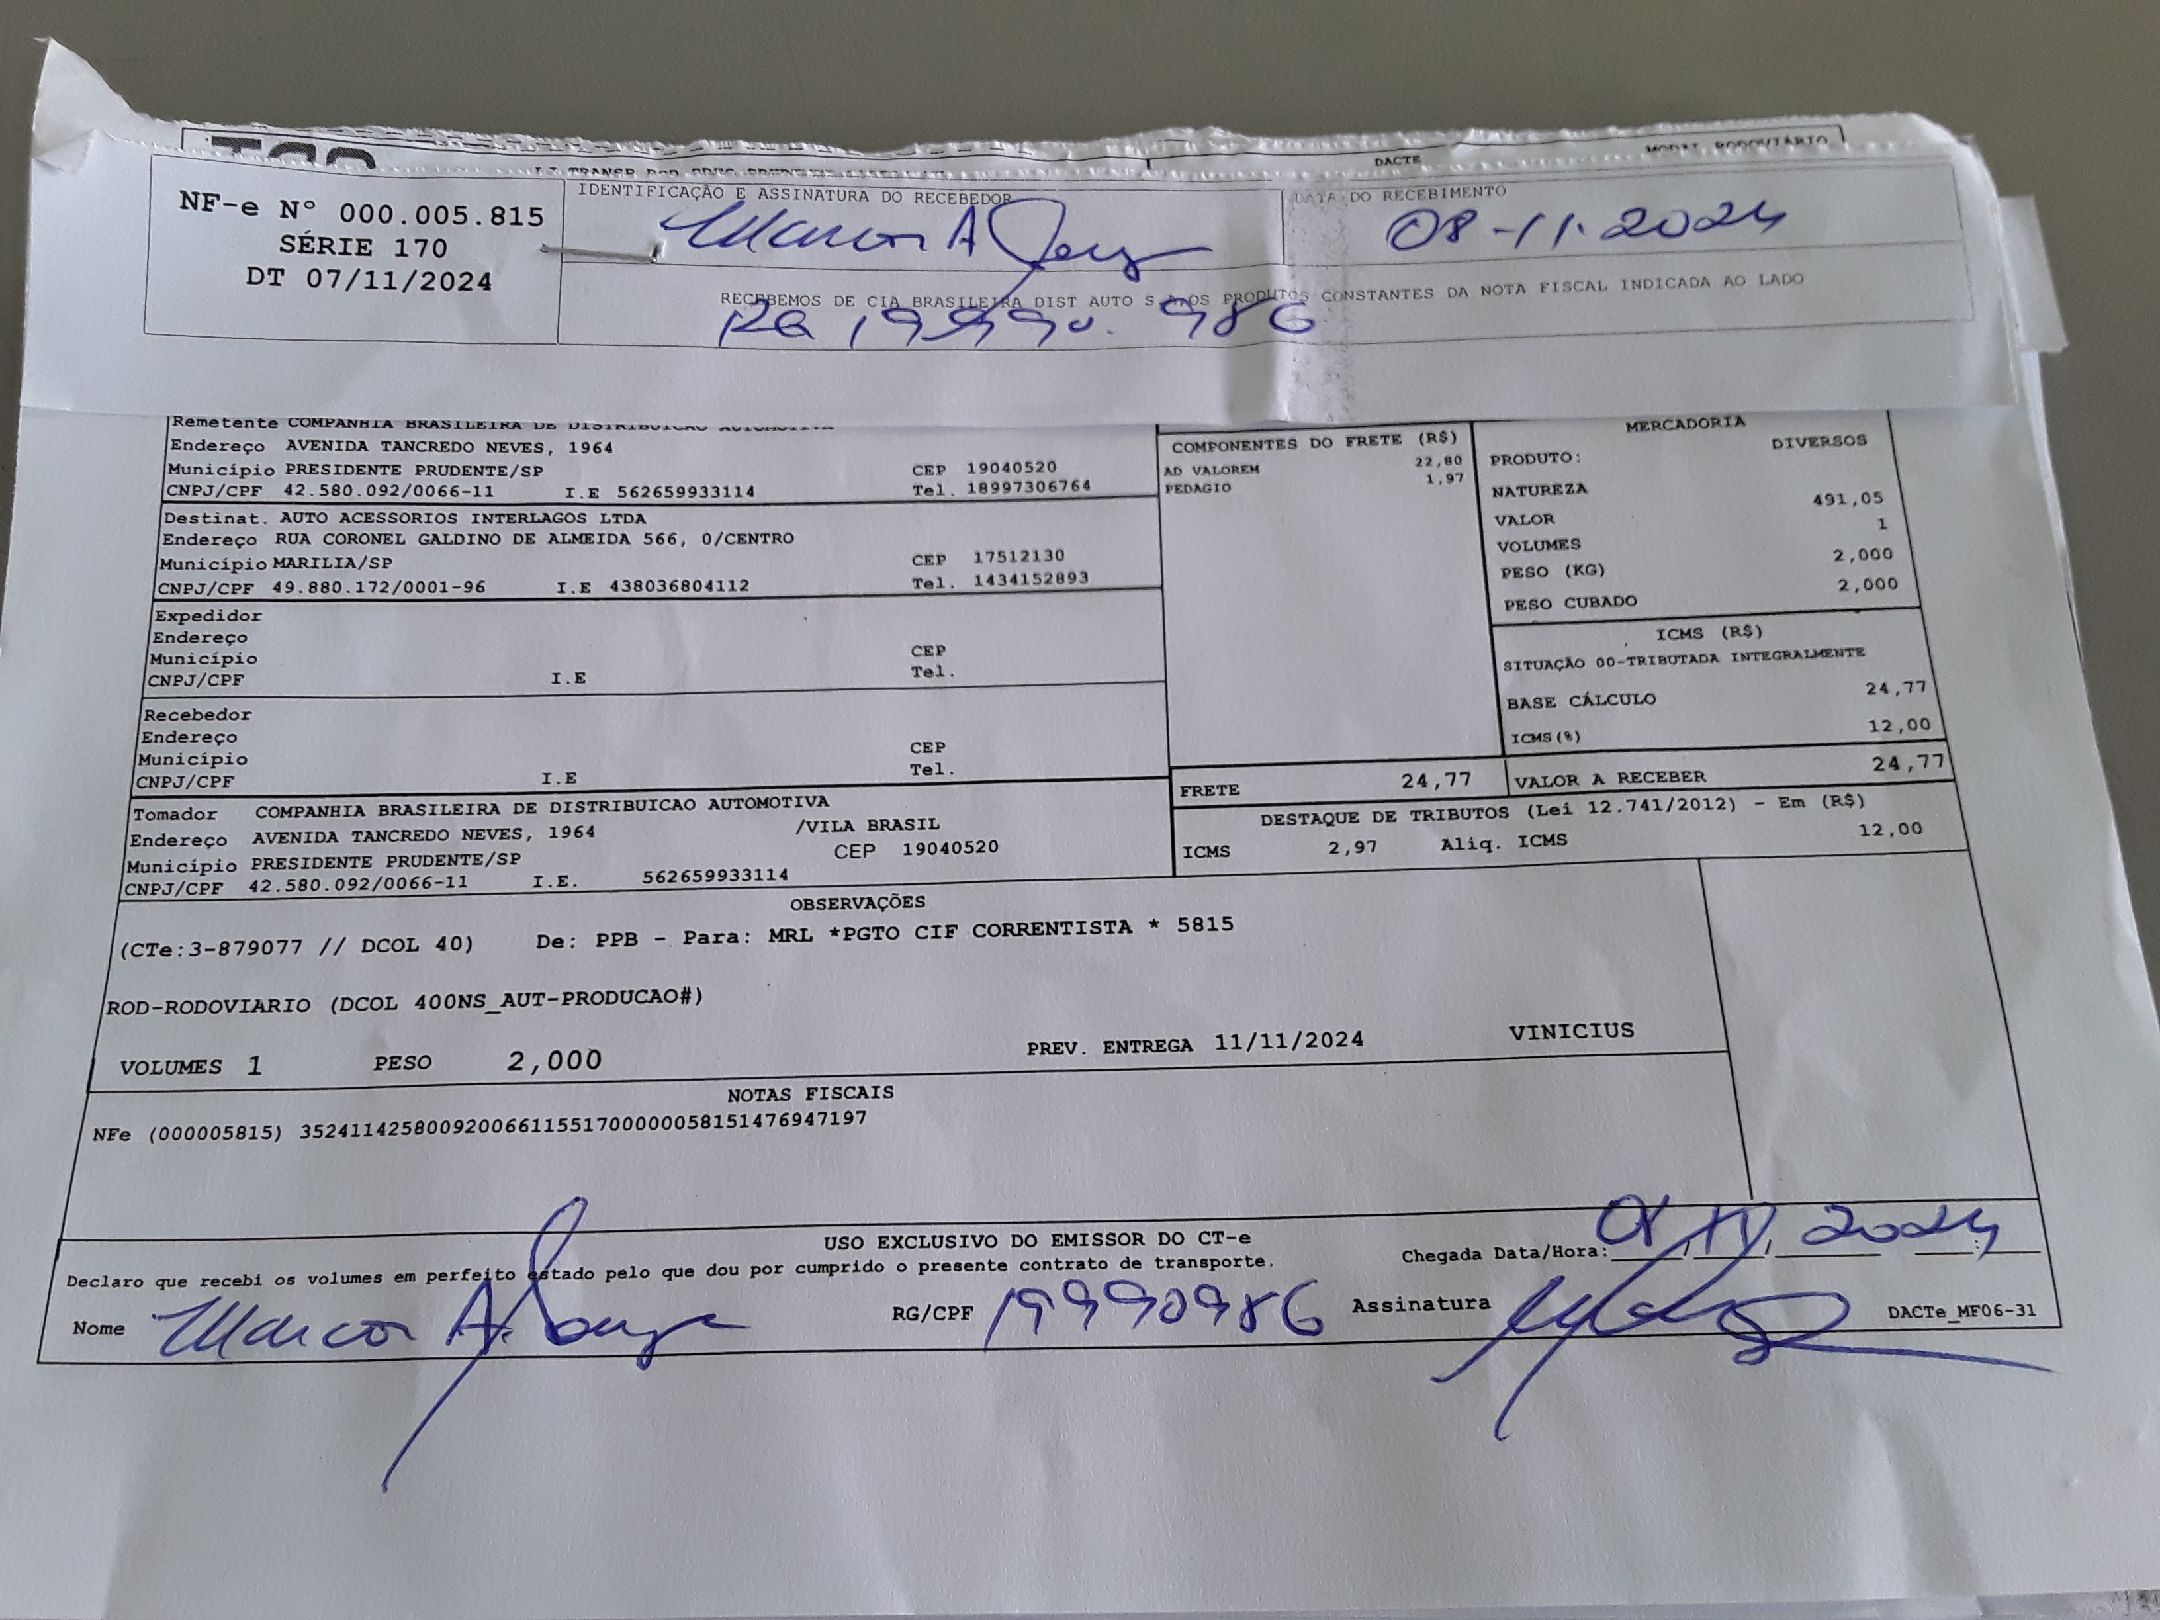 DACTE
MODAL RODOVIÁRIO
NF-e Nº 000.005.815
SÉRIE 170
DT 07/11/2024
IDENTIFICAÇÃO E ASSINATURA DO RECEBEDOR
Marcos A
DATA DO RECEBIMENTO
08-11-2024
RECEBEMOS DE CIA BRASILEIRA DIST AUTO S A OS PRODUTOS CONSTANTES DA NOTA FISCAL INDICADA AO LADO
RG 19990.986
Remetente COMPANHIA BRASILEIRA DE DISTRIBUICAO AUTOMOTIVA
Endereço AVENIDA TANCREDO NEVES, 1964
Município PRESIDENTE PRUDENTE/SP CEP 19040520
CNPJ/CPF 42.580.092/0066-11 I.E 562659933114 Tel. 18997306764
Destinat. AUTO ACESSORIOS INTERLAGOS LTDA
Endereço RUA CORONEL GALDINO DE ALMEIDA 566, 0/CENTRO
Município MARILIA/SP CEP 17512130
CNPJ/CPF 49.880.172/0001-96 I.E 438036804112 Tel. 1434152893
Expedidor
Endereço
Município CEP
CNPJ/CPF I.E Tel.
Recebedor
Endereço
Município CEP
CNPJ/CPF I.E Tel.
Tomador COMPANHIA BRASILEIRA DE DISTRIBUICAO AUTOMOTIVA
Endereço AVENIDA TANCREDO NEVES, 1964 /VILA BRASIL
Município PRESIDENTE PRUDENTE/SP CEP 19040520
CNPJ/CPF 42.580.092/0066-11 I.E. 562659933114
COMPONENTES DO FRETE (R$)
AD VALOREM 22,80
PEDAGIO 1,97
MERCADORIA
PRODUTO: DIVERSOS
NATUREZA
VALOR 491,05
VOLUMES 1
PESO (KG) 2,000
PESO CUBADO 2,000
ICMS (R$)
SITUAÇÃO 00-TRIBUTADA INTEGRALMENTE
BASE CÁLCULO 24,77
ICMS(%) 12,00
FRETE 24,77 VALOR A RECEBER 24,77
DESTAQUE DE TRIBUTOS (Lei 12.741/2012) - Em (R$)
ICMS 2,97 Aliq. ICMS 12,00
OBSERVAÇÕES
(CTe:3-879077 // DCOL 40) De: PPB - Para: MRL *PGTO CIF CORRENTISTA * 5815
ROD-RODOVIARIO (DCOL 400NS_AUT-PRODUCAO#)
VOLUMES 1 PESO 2,000 PREV. ENTREGA 11/11/2024 VINICIUS
NOTAS FISCAIS
NFe (000005815) 35241142580092006611551700000058151476947197
USO EXCLUSIVO DO EMISSOR DO CT-e
Chegada Data/Hora: 2024
Declaro que recebi os volumes em perfeito estado pelo que dou por cumprido o presente contrato de transporte.
Nome Marcos A. Souza RG/CPF 19990986 Assinatura
DACTe_MF06-31